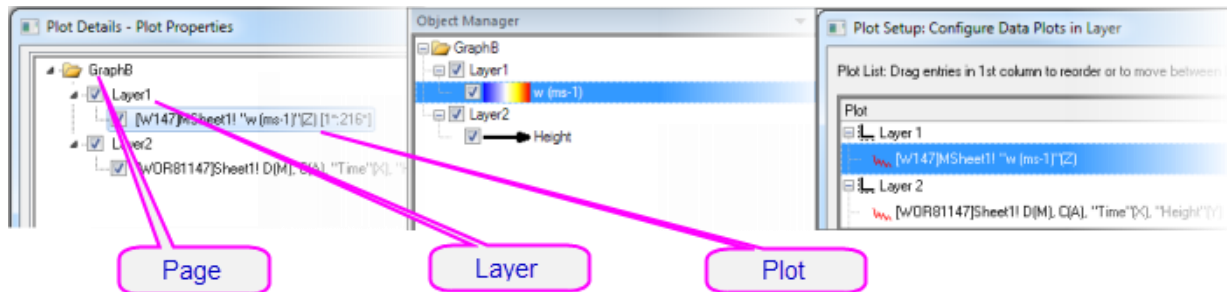 Plot Details - Plot Properties
GraphB
Layer1
[W147]MSheet1! "w (ms-1)"(Z) [1*:216*]
Layer2
[WOR81147]Sheet1! D(M), C(A), "Time"(X),
Object Manager
GraphB
Layer1
w (ms-1)
Layer2
Height
Plot Setup: Configure Data Plots in Layer
Plot List: Drag entries in 1st column to reorder or to move between
Plot
Layer 1
[W147]MSheet1! "w (ms-1)"(Z)
Layer 2
[WOR81147]Sheet1! D(M), C(A), "Time"(X), "Height"(Y)
Page
Layer
Plot